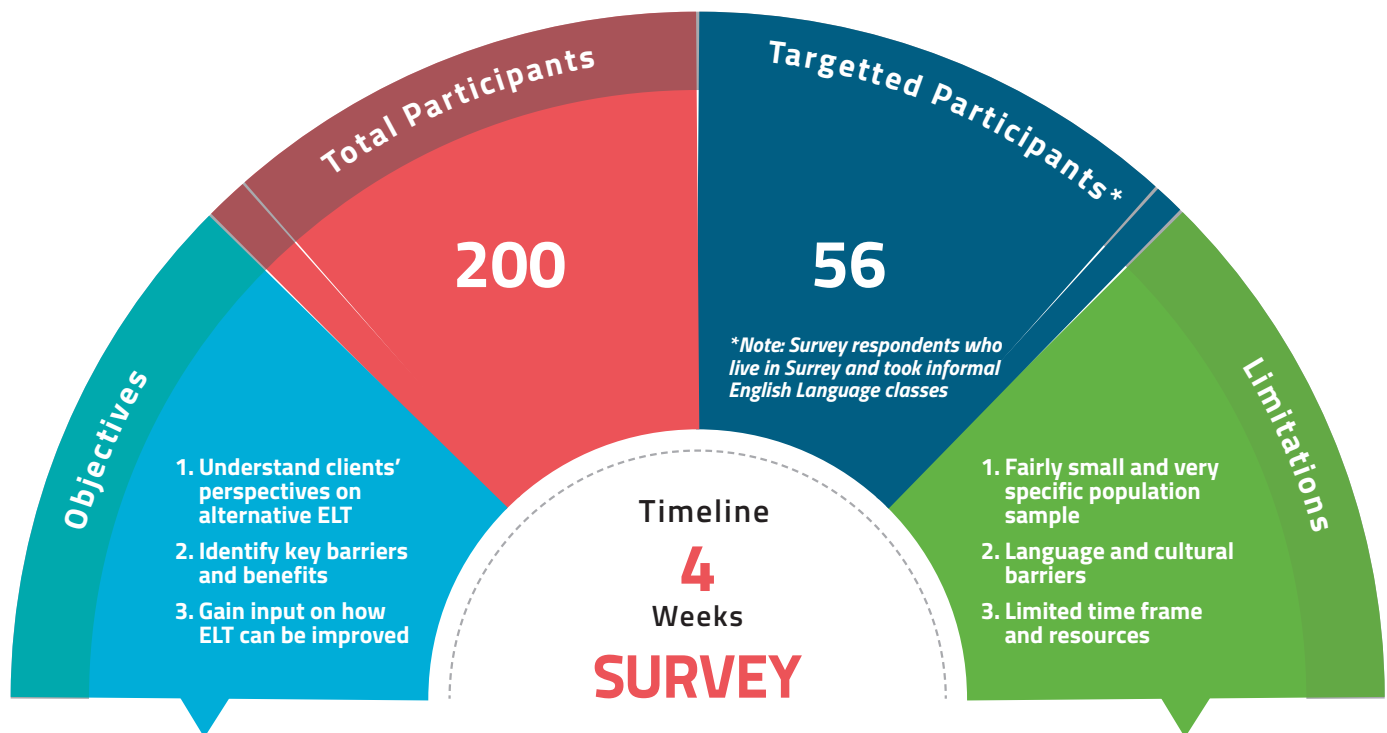 Objectives
1. Understand clients’
perspectives on
alternative ELT
2. Identify key barriers
and benefits
3. Gain input on how
ELT can be improved
Total Participants
200
Targetted Participants*
56
*Note: Survey respondents who
live in Surrey and took informal
English Language classes
Limitations
1. Fairly small and very
specific population
sample
2. Language and cultural
barriers
3. Limited time frame
and resources
Timeline
4
Weeks
SURVEY